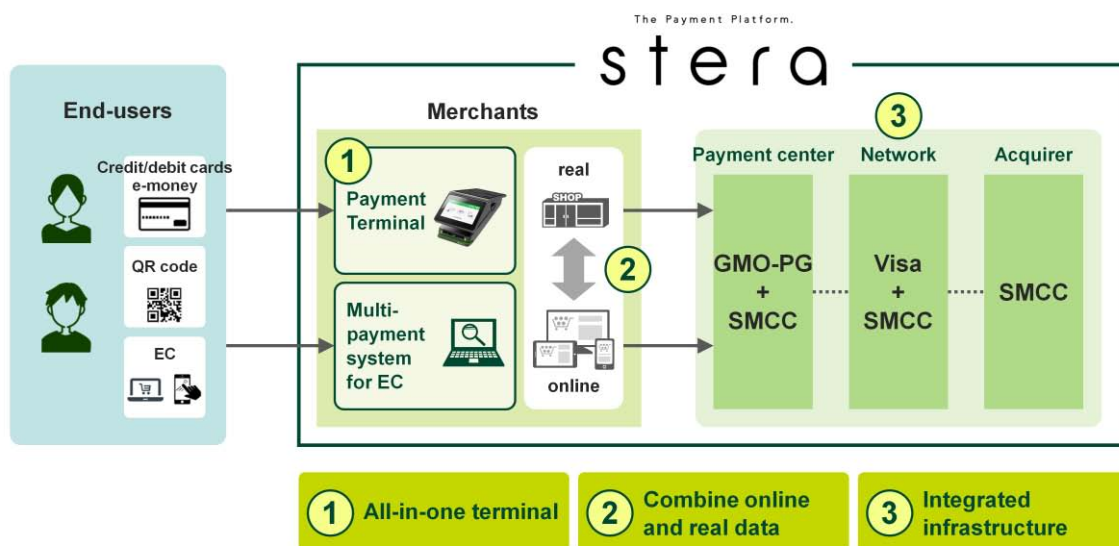 The Payment Platform.
stera
End-users
Credit/debit cards
e-money
QR code
EC
Merchants
1
Payment
Terminal
Multi-
payment
system
for EC
real
SHOP
2
online
3
Payment center
Network
Acquirer
GMO-PG
+
SMCC
Visa
+
SMCC
SMCC
1
All-in-one terminal
2
Combine online
and real data
3
Integrated
infrastructure